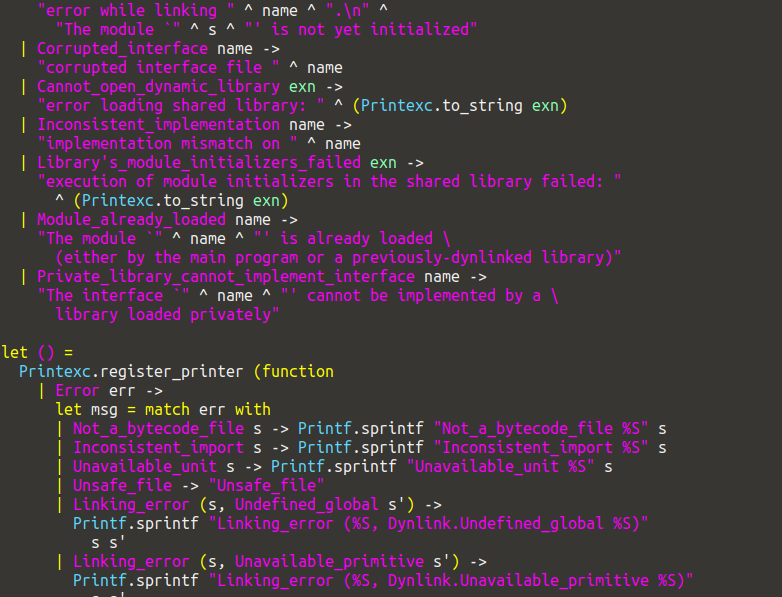 "error while linking " ^ name ^ ".\n" ^
"The module `" ^ s ^ "' is not yet initialized"
| Corrupted_interface name ->
"corrupted interface file " ^ name
| Cannot_open_dynamic_library exn ->
"error loading shared library: " ^ (Printexc.to_string exn)
| Inconsistent_implementation name ->
"implementation mismatch on " ^ name
| Library's_module_initializers_failed exn ->
"execution of module initializers in the shared library failed: "
^ (Printexc.to_string exn)
| Module_already_loaded name ->
"The module `" ^ name ^ "' is already loaded \
(either by the main program or a previously-dynlinked library)"
| Private_library_cannot_implement_interface name ->
"The interface `" ^ name ^ "' cannot be implemented by a \
library loaded privately"
let () =
Printexc.register_printer (function
| Error err ->
let msg = match err with
| Not_a_bytecode_file s -> Printf.sprintf "Not_a_bytecode_file %S" s
| Inconsistent_import s -> Printf.sprintf "Inconsistent_import %S" s
| Unavailable_unit s -> Printf.sprintf "Unavailable_unit %S" s
| Unsafe_file -> "Unsafe_file"
| Linking_error (s, Undefined_global s') ->
Printf.sprintf "Linking_error (%S, Dynlink.Undefined_global %S)"
s s'
| Linking_error (s, Unavailable_primitive s') ->
Printf.sprintf "Linking_error (%S, Dynlink.Unavailable_primitive %S)"